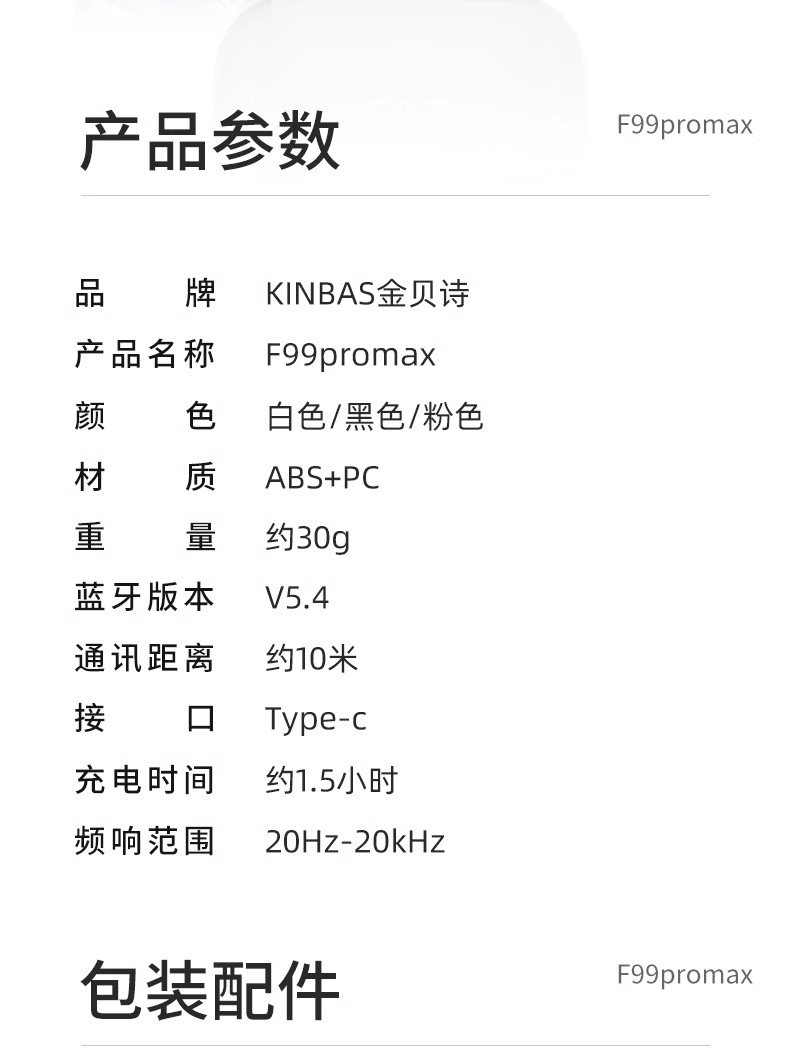 产品参数 F99promax
品牌 KINBAS金贝诗
产品名称 F99promax
颜色 白色/黑色/粉色
材质 ABS+PC
重量 约30g
蓝牙版本 V5.4
通讯距离 约10米
接口 Type-c
充电时间 约1.5小时
频响范围 20Hz-20kHz
包装配件 F99promax